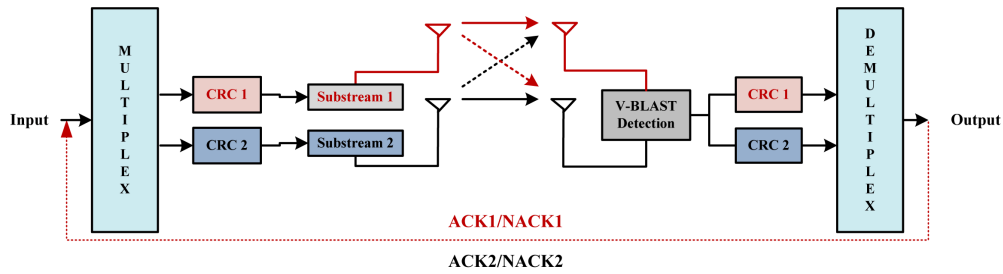 Input
MULTIPLEX
CRC 1
CRC 2
Substream 1
Substream 2
V-BLAST
Detection
CRC 1
CRC 2
DEMULTIPLEX
Output
ACK1/NACK1
ACK2/NACK2